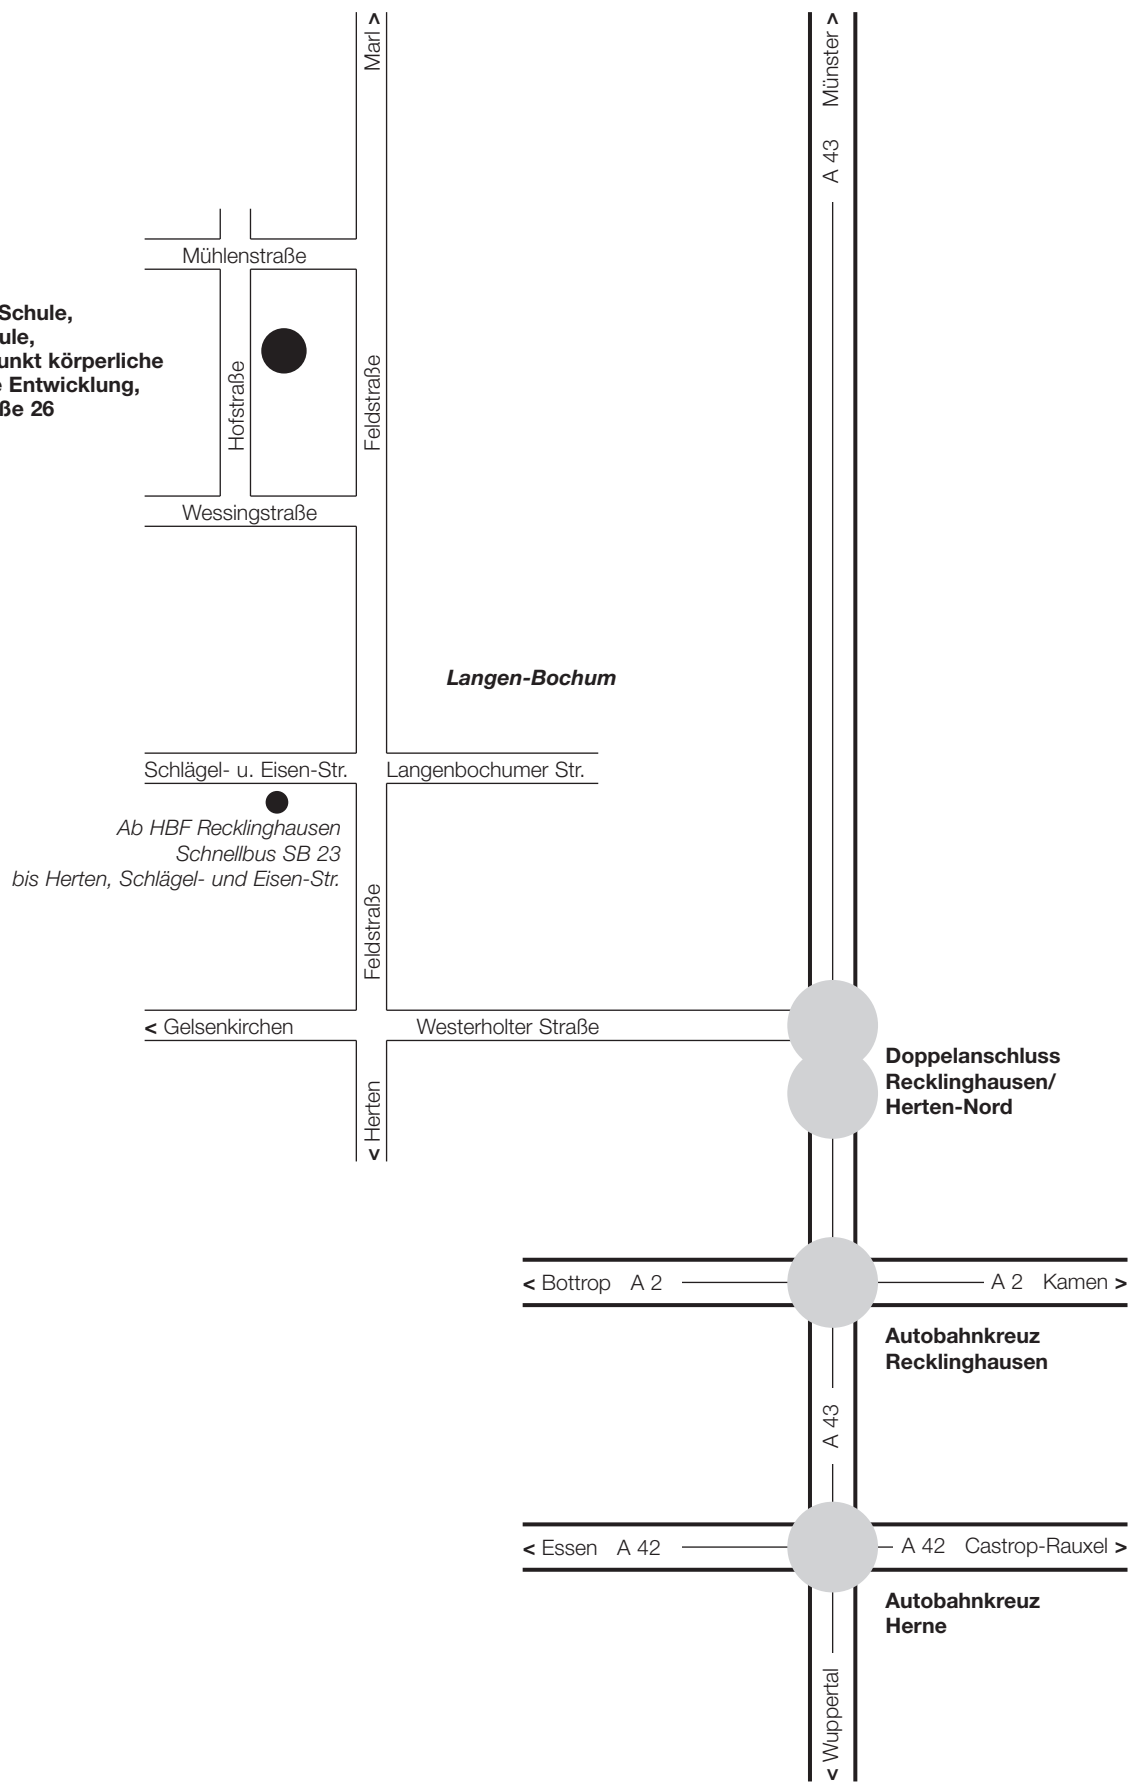 Marl >
Münster >
A 43
Mühlenstraße
Schule,
ule,
unkt körperliche
e Entwicklung,
ße 26
Hofstraße
Feldstraße
Wessingstraße
Langen-Bochum
Schlägel- u. Eisen-Str.
Langenbochumer Str.
Ab HBF Recklinghausen
Schnellbus SB 23
bis Herten, Schlägel- und Eisen-Str.
Feldstraße
< Gelsenkirchen
Westerholter Straße
Doppelanschluss
Recklinghausen/
Herten-Nord
< Herten
< Bottrop A 2
A 2 Kamen >
Autobahnkreuz
Recklinghausen
A 43
< Essen A 42
A 42 Castrop-Rauxel >
Autobahnkreuz
Herne
< Wuppertal